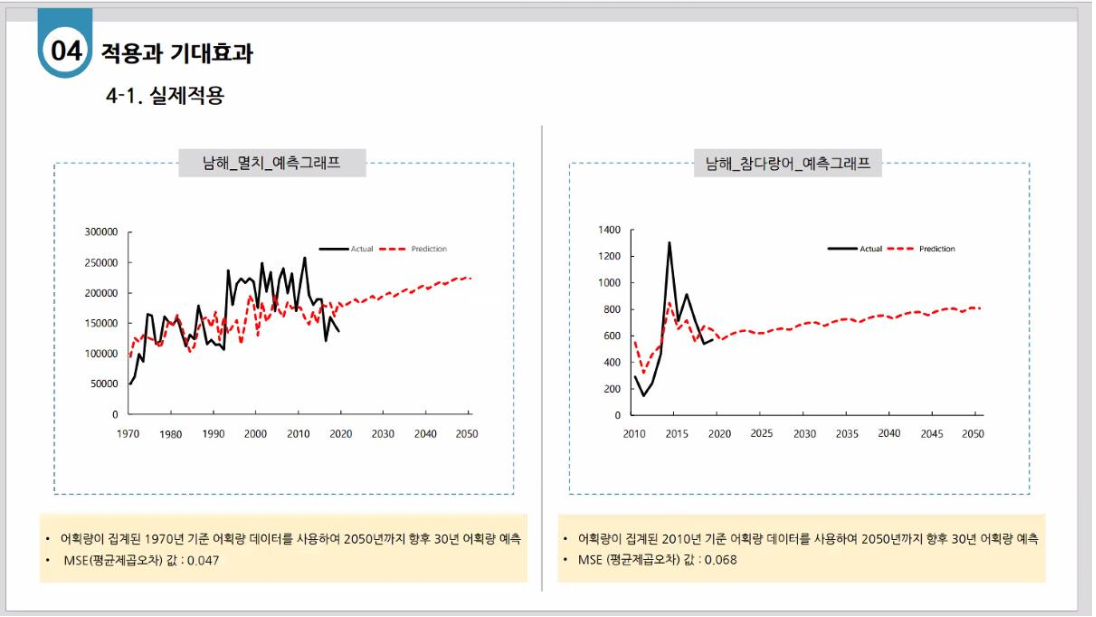 04 적용과 기대효과
4-1. 실제적용
남해_멸치_예측그래프
300000
250000
200000
150000
100000
50000
0
Actual Prediction
1970 1980 1990 2000 2010 2020 2030 2040 2050
• 어획량이 집계된 1970년 기준 어획량 데이터를 사용하여 2050년까지 향후 30년 어획량 예측
• MSE(평균제곱오차) 값 : 0.047
남해_참다랑어_예측그래프
1400
1200
1000
800
600
400
200
0
Actual Prediction
2010 2015 2020 2025 2030 2035 2040 2045 2050
• 어획량이 집계된 2010년 기준 어획량 데이터를 사용하여 2050년까지 향후 30년 어획량 예측
• MSE (평균제곱오차) 값 : 0.068